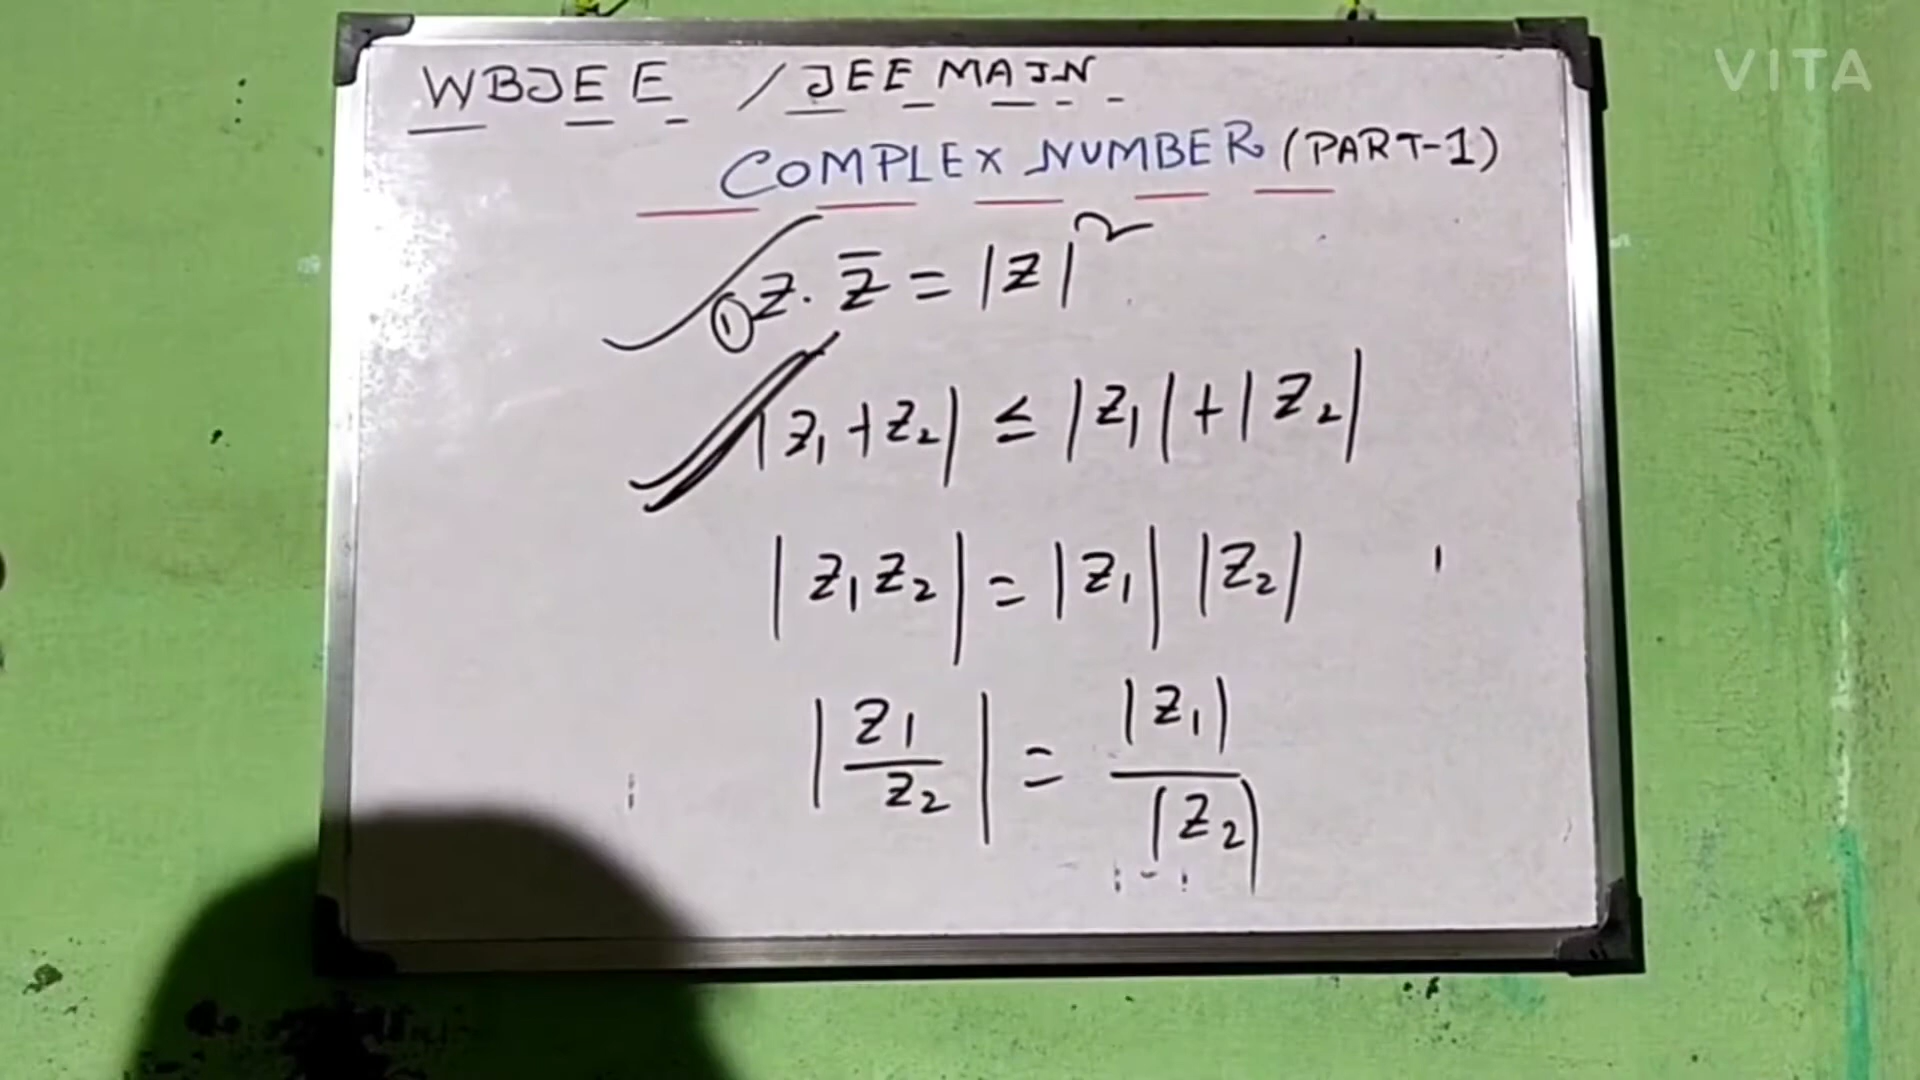 VITA
WBJEE / JEE MAIN
COMPLEX NUMBER (PART-1)
① z. z̅ = |z|²
|z₁+z₂| ≤ |z₁|+|z₂|
|z₁z₂| = |z₁| |z₂|
|z₁/z₂| = |z₁|/|z₂|